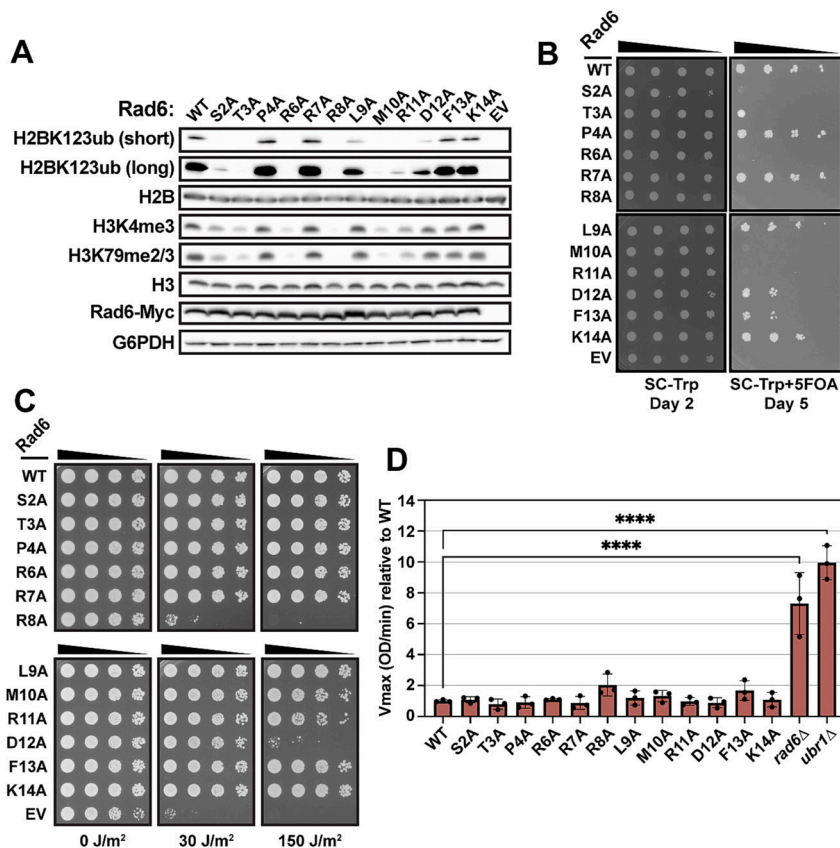 A
Rad6:
WT S2A T3A P4A R6A R7A R8A L9A M10A R11A D12A F13A K14A EV
H2BK123ub (short)
H2BK123ub (long)
H2B
H3K4me3
H3K79me2/3
H3
Rad6-Myc
G6PDH
B
Rad6
WT
S2A
T3A
P4A
R6A
R7A
R8A
L9A
M10A
R11A
D12A
F13A
K14A
EV
SC-Trp SC-Trp+5FOA
Day 2 Day 5
C
Rad6
WT
S2A
T3A
P4A
R6A
R7A
R8A
L9A
M10A
R11A
D12A
F13A
K14A
EV
0 J/m² 30 J/m² 150 J/m²
D
Vmax (OD/min) relative to WT
14
12
10
8
6
4
2
0
****
****
WT S2A T3A P4A R6A R7A R8A L9A M10A R11A D12A F13A K14A rad6Δ ubr1Δ